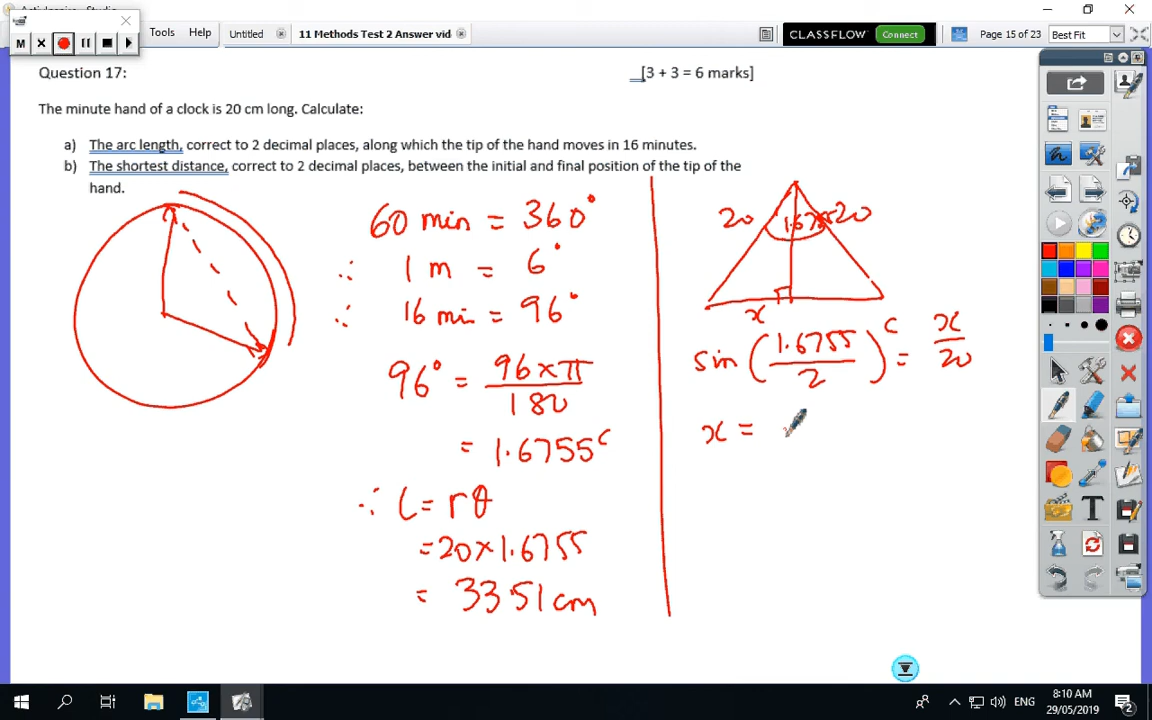 Tools Help Untitled 11 Methods Test 2 Answer vid CLASSFLOW Connect Page 15 of 23 Best Fit
M
Question 17: [3 + 3 = 6 marks]
The minute hand of a clock is 20 cm long. Calculate:
a) The arc length, correct to 2 decimal places, along which the tip of the hand moves in 16 minutes.
b) The shortest distance, correct to 2 decimal places, between the initial and final position of the tip of the
hand.
60 min = 360°
∴ 1 m = 6°
∴ 16 min = 96°
96° = 96 × π / 180
= 1.6755ᶜ
∴ l = rθ
= 20 × 1.6755
= 33.51 cm
20 1.6755 20
x
sin (1.6755 / 2)ᶜ = x / 20
x =
ENG
8:10 AM
29/05/2019
2